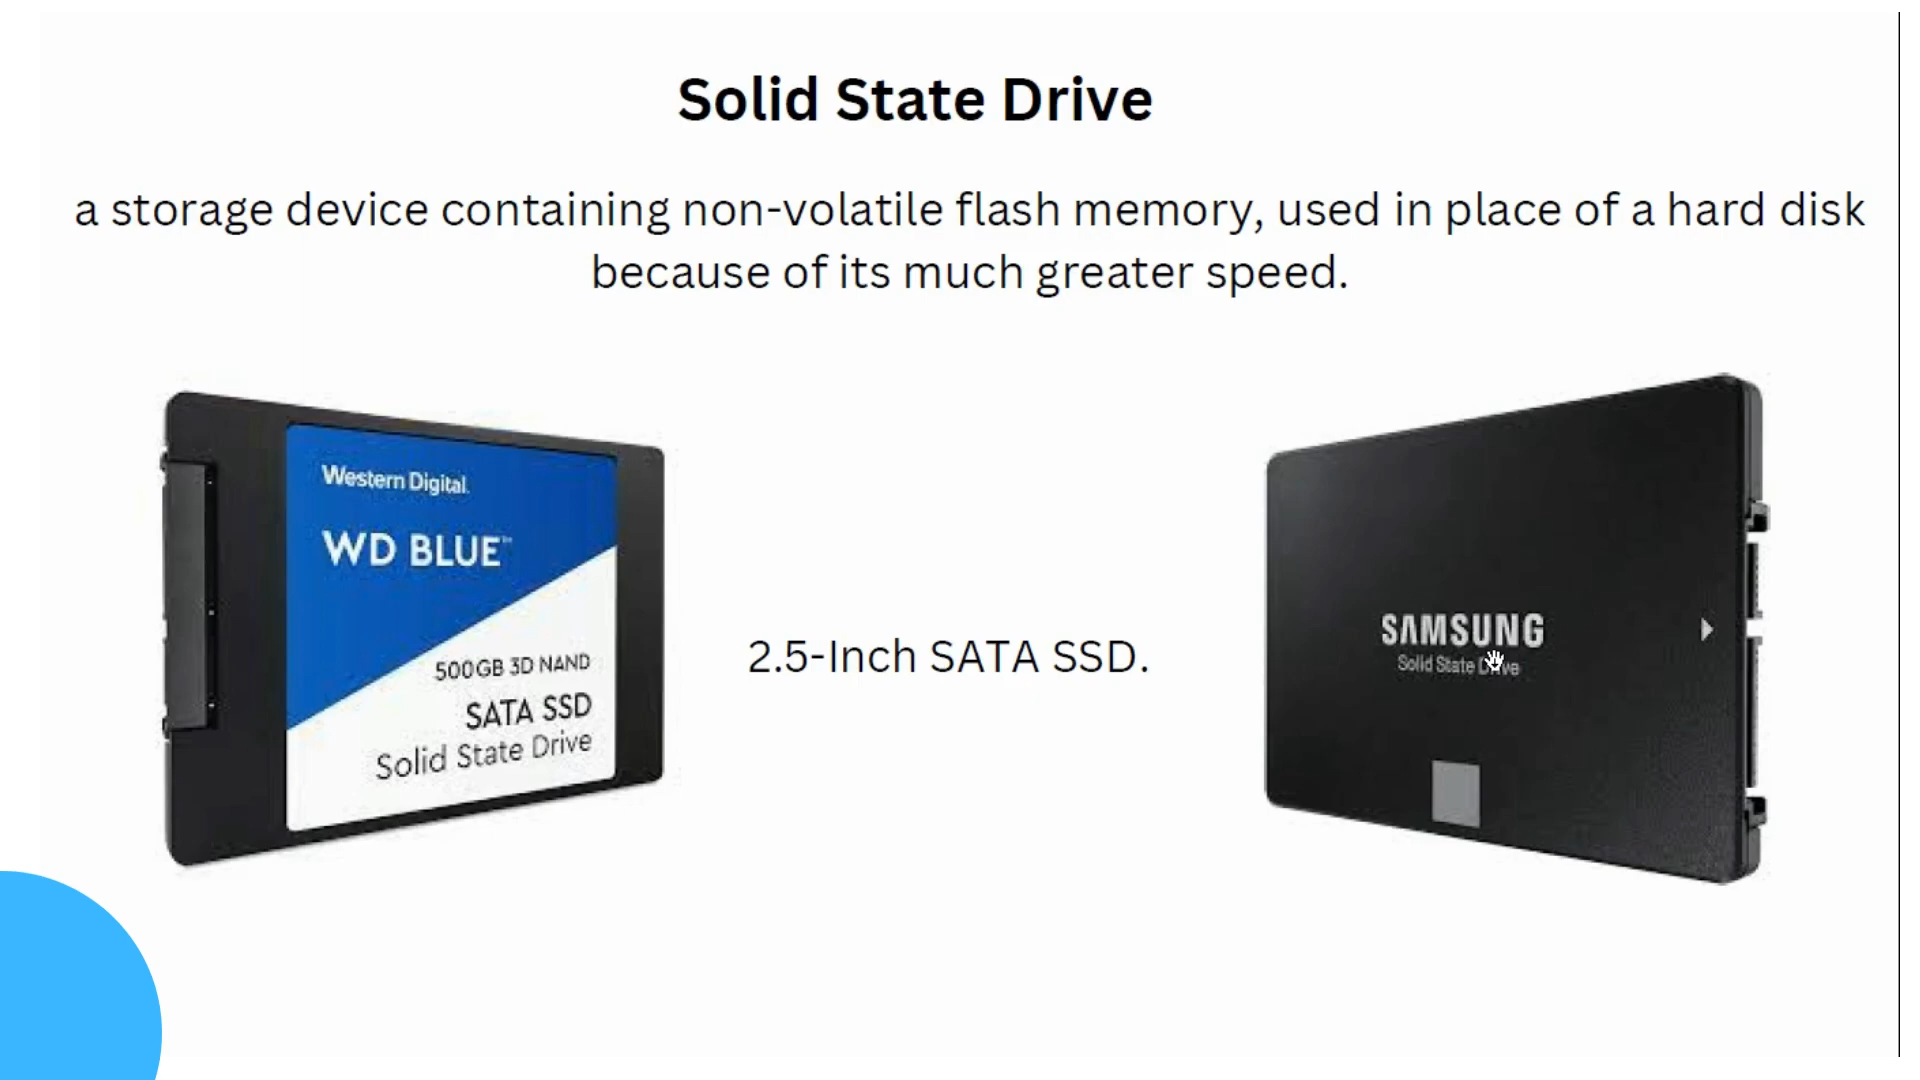 Solid State Drive
a storage device containing non-volatile flash memory, used in place of a hard disk
because of its much greater speed.
Western Digital.
WD BLUE™
500GB 3D NAND
SATA SSD
Solid State Drive
2.5-Inch SATA SSD.
SAMSUNG
Solid State Drive